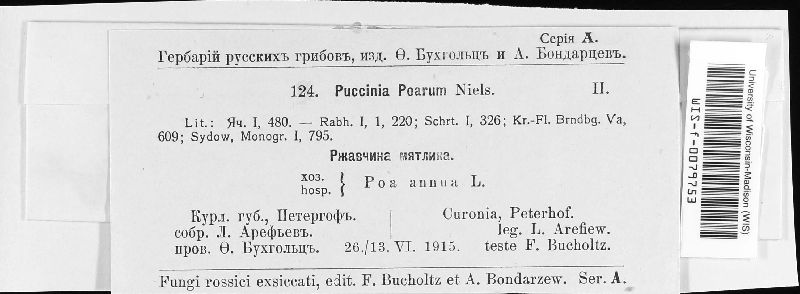 Серія А.
Гербарій русскихъ грибовъ, изд. Ѳ. Бухгольцъ и А. Бондарцевъ.
124. Puccinia Poarum Niels. II.
Lit.: Яч. I, 480. — Rabh. I, 1, 220; Schrt. I, 326; Kr.-Fl. Brndbg. Va,
609; Sydow, Monogr. I, 795.
Ржавчина мятлика.
хоз. } Poa annua L.
hosp.
Курл. губ., Петергофъ. Curonia, Peterhof.
собр. Л. Арефьевъ. leg. L. Arefiew.
пров. Ѳ. Бухгольцъ. 26./13. VI. 1915. teste F. Bucholtz.
Fungi rossici exsiccati, edit. F. Bucholtz et A. Bondarzew. Ser. A.
University of Wisconsin-Madison (WIS)
WIS-f-0079753